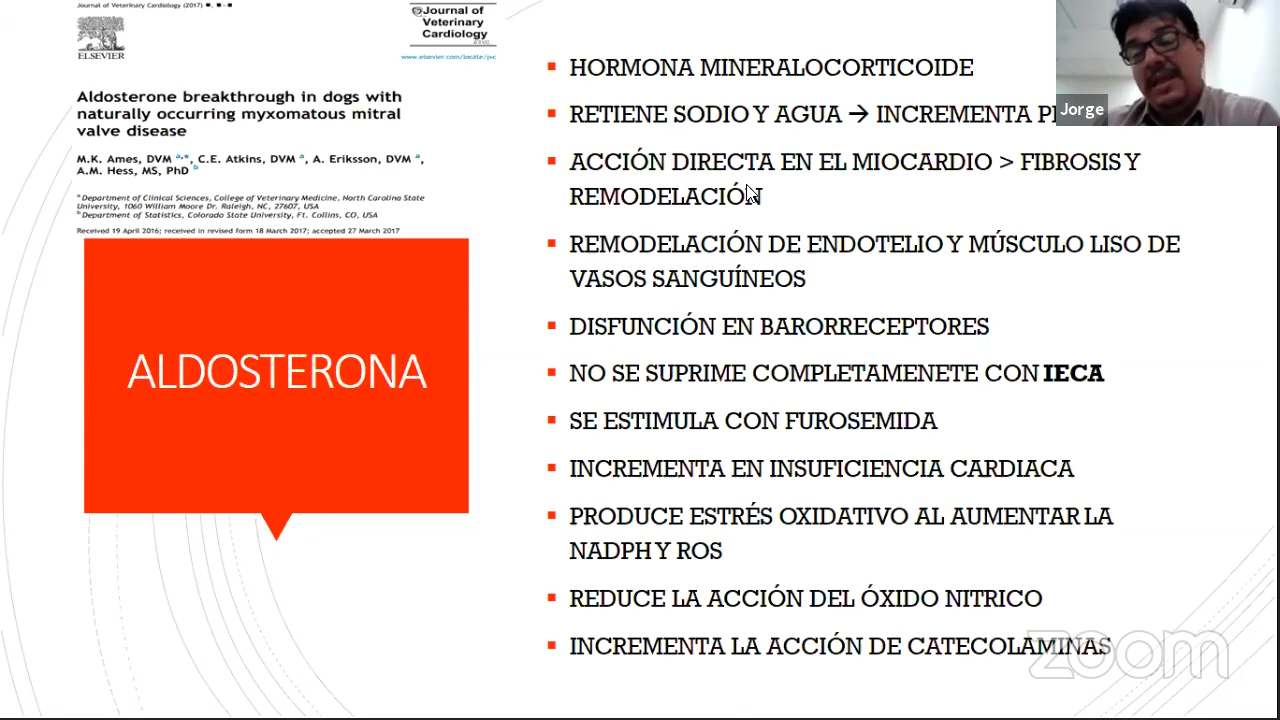 Journal of Veterinary Cardiology (2017)
ELSEVIER
Journal of
Veterinary
Cardiology
www.elsevier.com/locate/jvc
Aldosterone breakthrough in dogs with
naturally occurring myxomatous mitral
valve disease
M.K. Ames, DVM a,*, C.E. Atkins, DVM a, A. Eriksson, DVM a,
A.M. Hess, MS, PhD b
a Department of Clinical Sciences, College of Veterinary Medicine, North Carolina State
University, 1060 William Moore Dr. Raleigh, NC, 27607, USA
b Department of Statistics, Colorado State University, Ft. Collins, CO, USA
Received 19 April 2016; received in revised form 18 March 2017; accepted 27 March 2017
ALDOSTERONA
HORMONA MINERALOCORTICOIDE
RETIENE SODIO Y AGUA → INCREMENTA
ACCIÓN DIRECTA EN EL MIOCARDIO > FIBROSIS Y
REMODELACIÓN
REMODELACIÓN DE ENDOTELIO Y MÚSCULO LISO DE
VASOS SANGUÍNEOS
DISFUNCIÓN EN BARORRECEPTORES
NO SE SUPRIME COMPLETAMENETE CON IECA
SE ESTIMULA CON FUROSEMIDA
INCREMENTA EN INSUFICIENCIA CARDIACA
PRODUCE ESTRÉS OXIDATIVO AL AUMENTAR LA
NADPH Y ROS
REDUCE LA ACCIÓN DEL ÓXIDO NITRICO
INCREMENTA LA ACCIÓN DE CATECOLAMINAS
Jorge
zoom